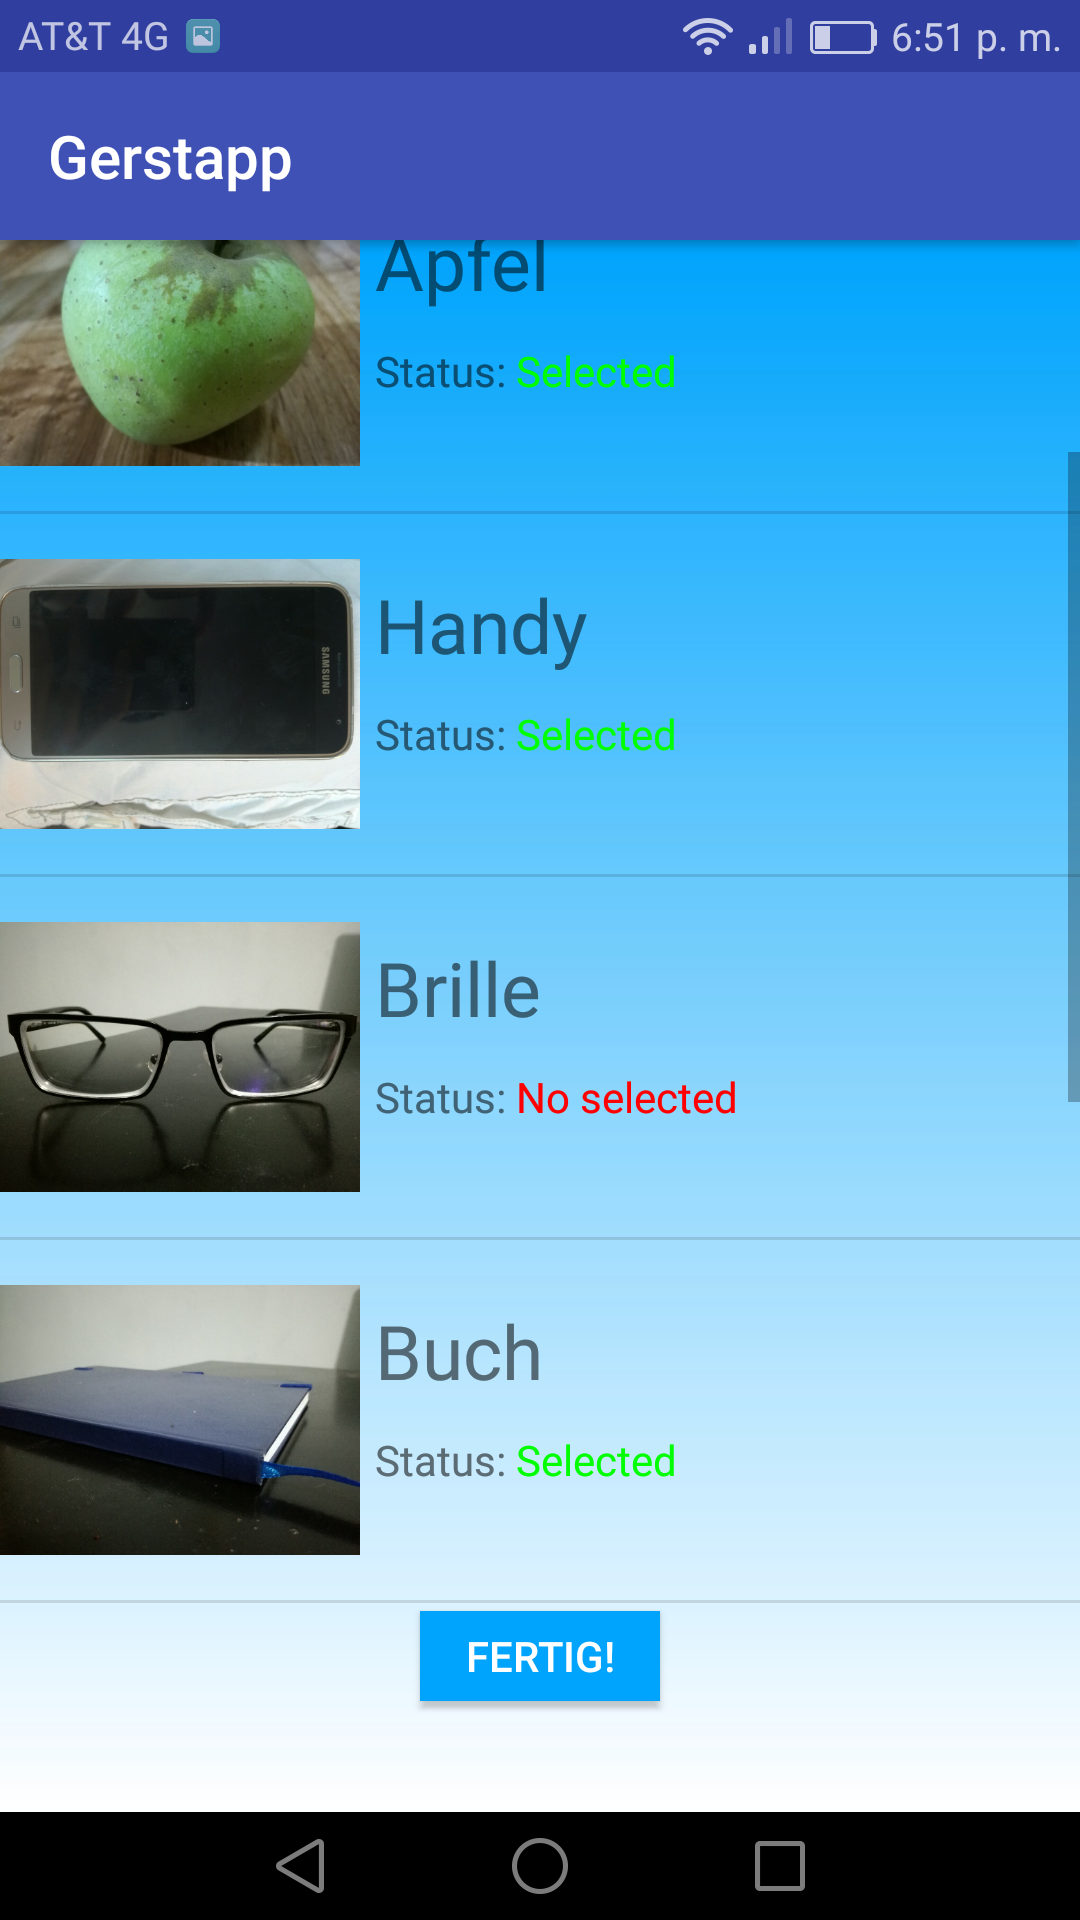 AT&T 4G 6:51 p. m.
Gerstapp
Apfel
Status: Selected
SAMSUNG
Handy
Status: Selected
Brille
Status: No selected
Buch
Status: Selected
FERTIG!